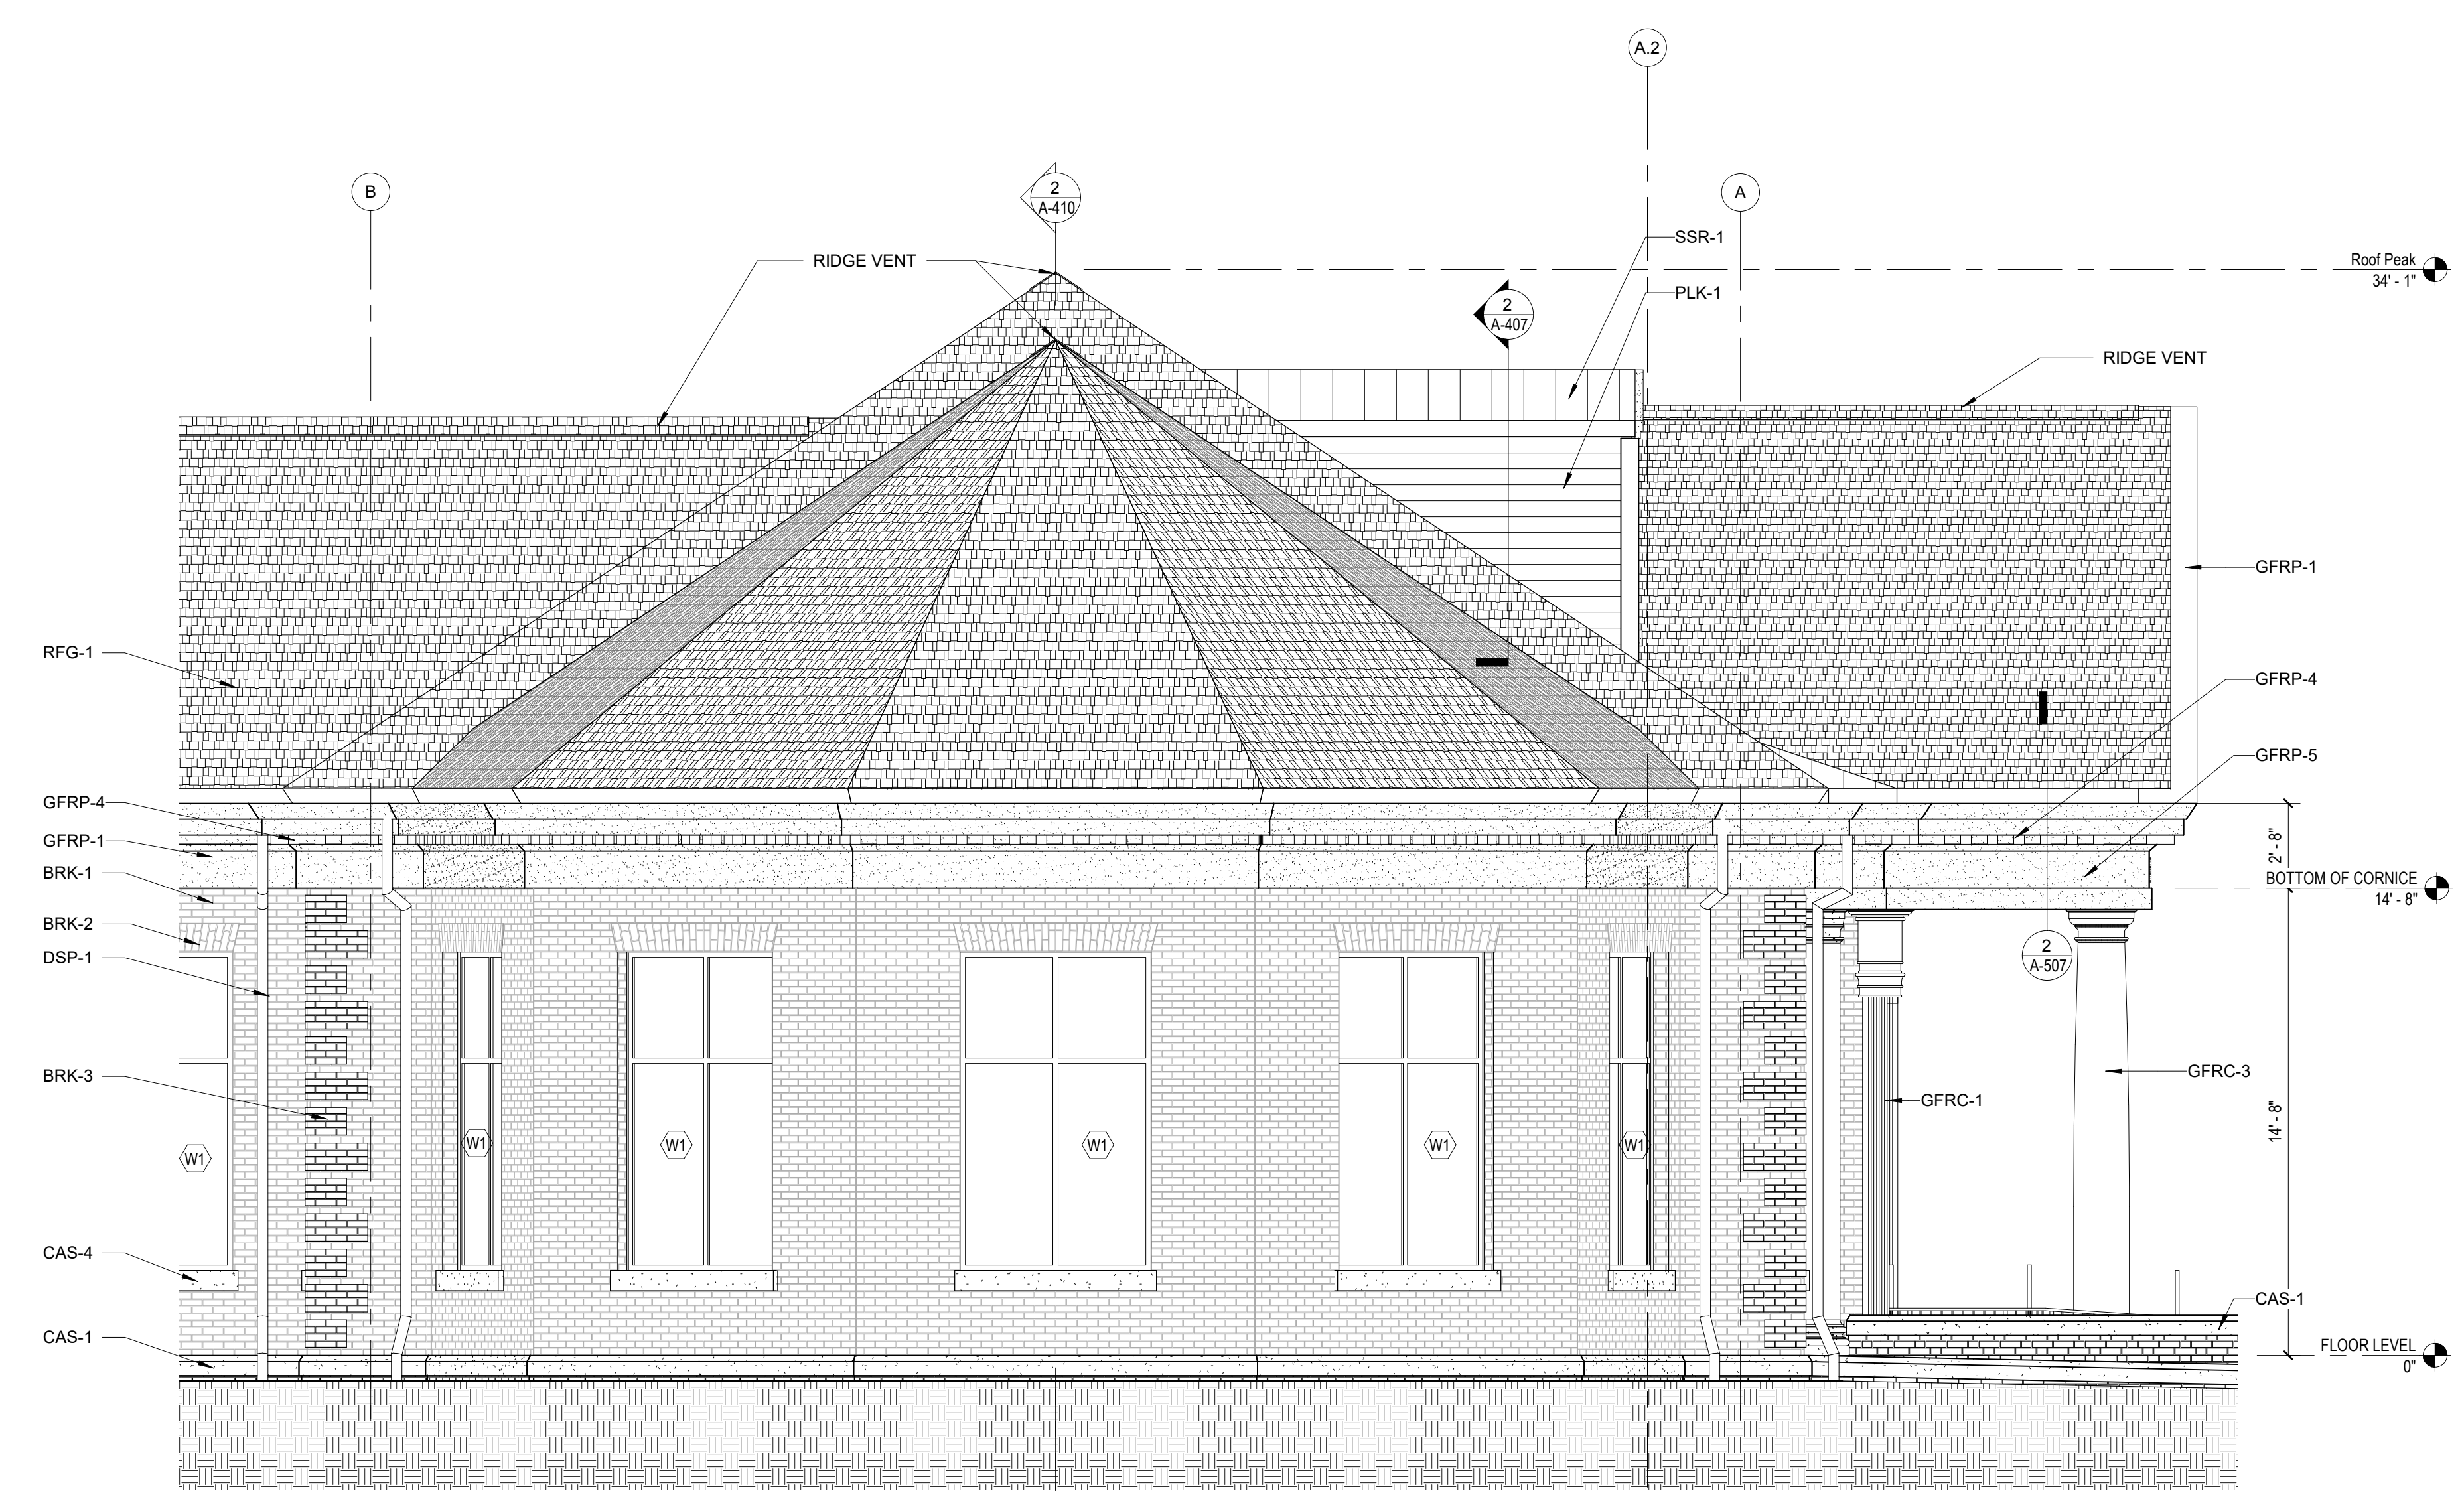 A.2
B
2
A-410
A
SSR-1
RIDGE VENT
Roof Peak
34' - 1"
PLK-1
2
A-407
RIDGE VENT
GFRP-1
RFG-1
GFRP-4
GFRP-5
GFRP-4
GFRP-1
2' - 8"
BRK-1
BOTTOM OF CORNICE
14' - 8"
BRK-2
DSP-1
2
A-507
BRK-3
GFRC-3
GFRC-1
14' - 8"
W1
W1
W1
W1
W1
W1
CAS-4
CAS-1
CAS-1
FLOOR LEVEL
0"